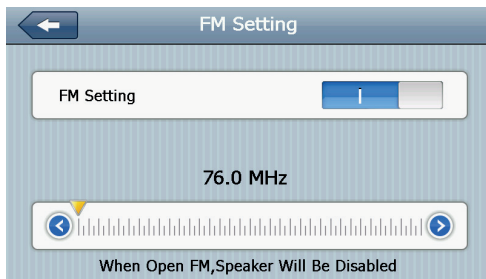 FM Setting
FM Setting
76.0 MHz
When Open FM,Speaker Will Be Disabled